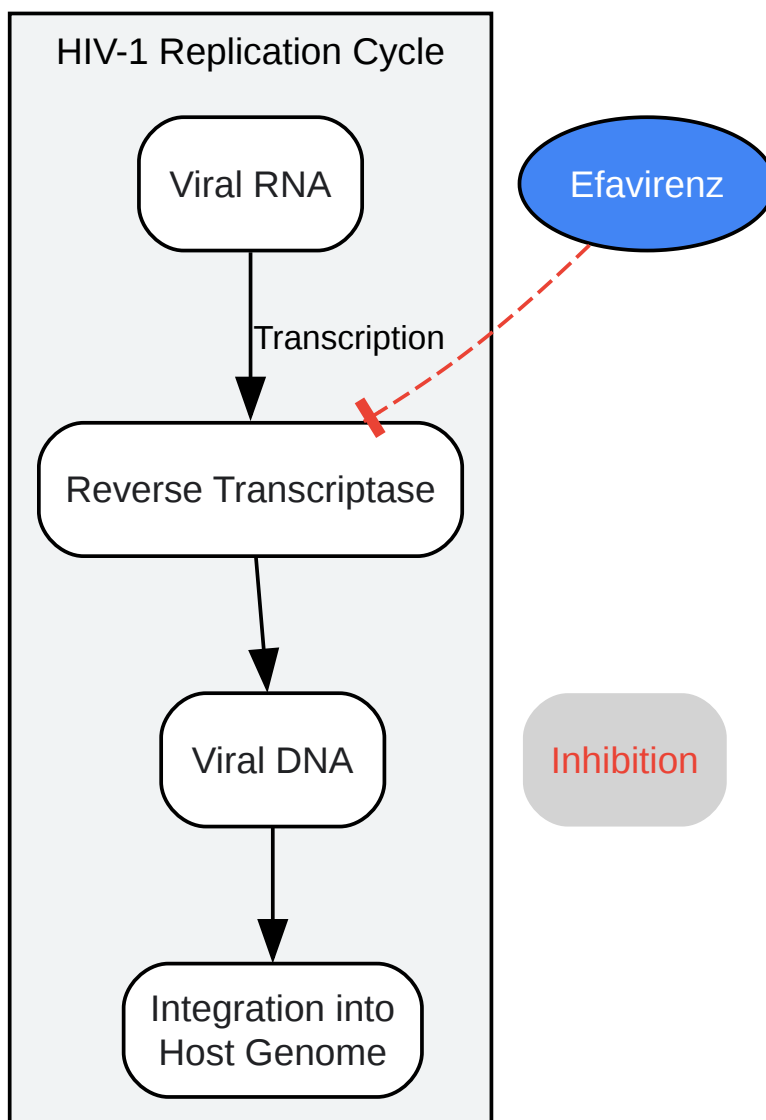 HIV-1 Replication Cycle
Viral RNA
Efavirenz
Transcription
Reverse Transcriptase
Viral DNA
Inhibition
Integration into
Host Genome